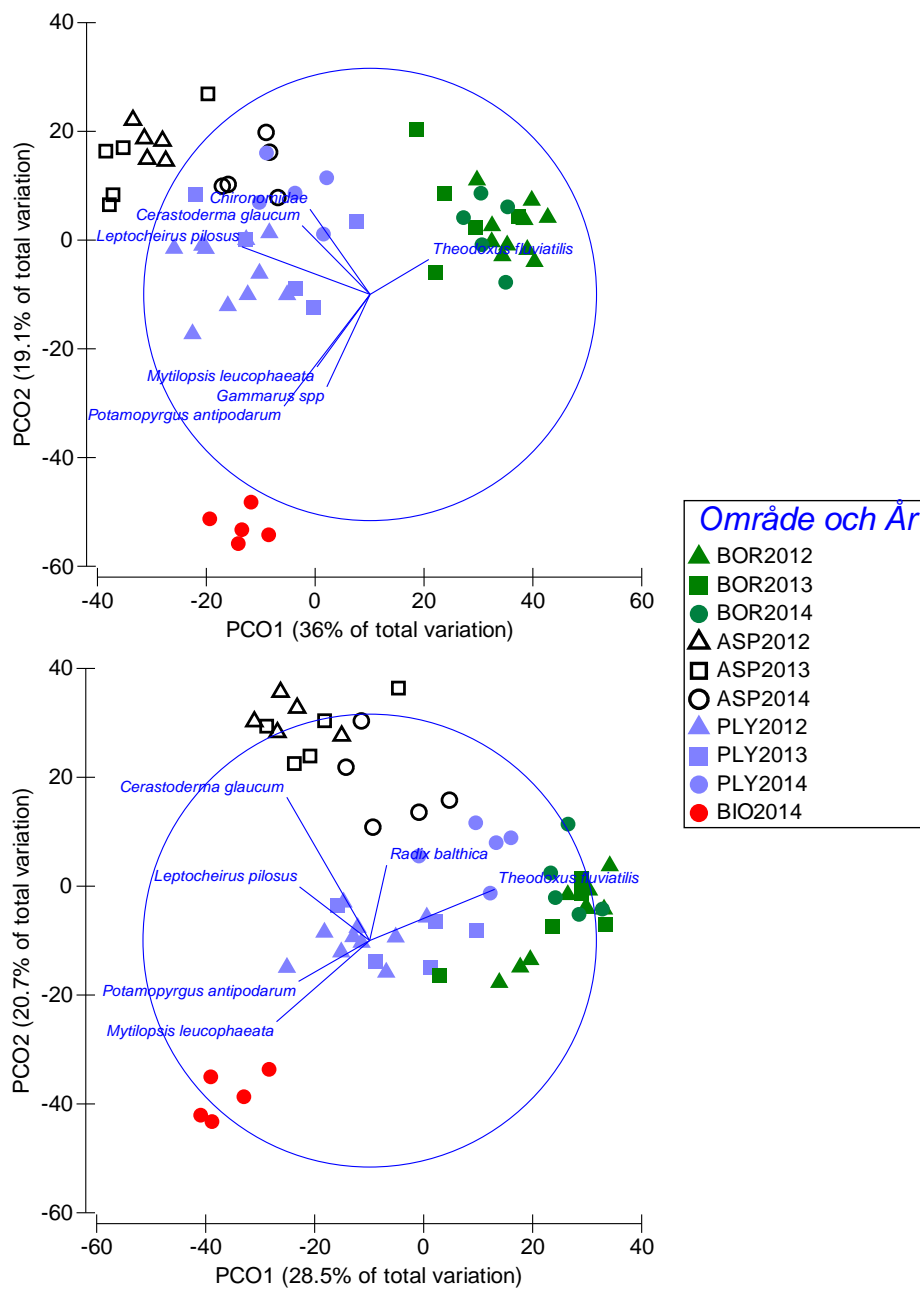 40
20
0
-20
-40
-60
PCO2 (19.1% of total variation)
Chironomidae
Cerastoderma glaucum
Leptocheirus pilosus
Theodoxus fluviatilis
Mytilopsis leucophaeata
Gammarus spp
Potamopyrgus antipodarum
-40 -20 0 20 40 60
PCO1 (36% of total variation)
Område och År
BOR2012
BOR2013
BOR2014
ASP2012
ASP2013
ASP2014
PLY2012
PLY2013
PLY2014
BIO2014
40
20
0
-20
-40
-60
PCO2 (20.7% of total variation)
Cerastoderma glaucum
Radix balthica
Leptocheirus pilosus
Theodoxus fluviatilis
Potamopyrgus antipodarum
Mytilopsis leucophaeata
-60 -40 -20 0 20 40
PCO1 (28.5% of total variation)